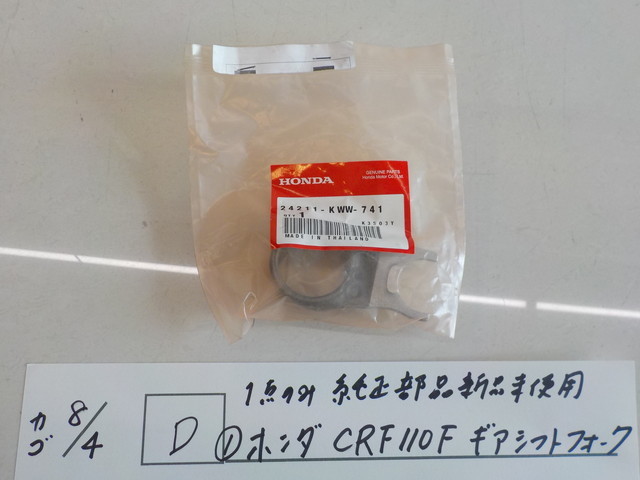 HONDA
GENUINE PARTS
Honda Motor Co., Ltd.
24211-KWW-741
QTY 1
MADE IN THAILAND
1点のみ 純正部品新品未使用
カゴ 8/4 D ①ホンダ CRF110F ギアシフトフォーク